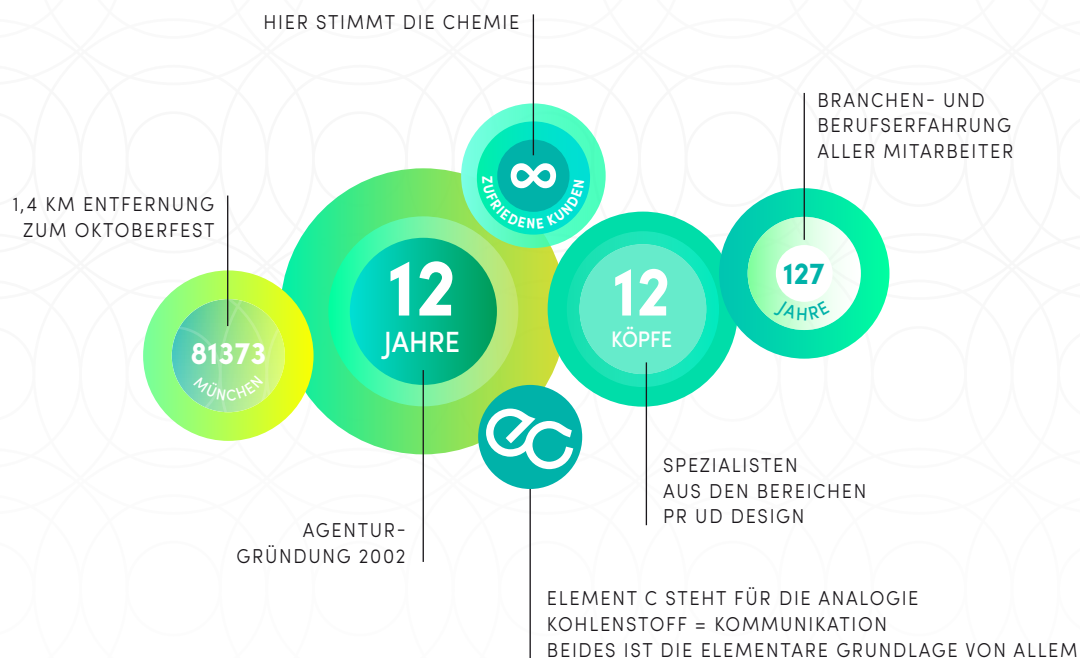 HIER STIMMT DIE CHEMIE
∞
ZUFRIEDENE KUNDEN
BRANCHEN- UND
BERUFSERFAHRUNG
ALLER MITARBEITER
127
JAHRE
1,4 KM ENTFERNUNG
ZUM OKTOBERFEST
81373
MÜNCHEN
12
JAHRE
12
KÖPFE
ec
AGENTUR-
GRÜNDUNG 2002
SPEZIALISTEN
AUS DEN BEREICHEN
PR UD DESIGN
ELEMENT C STEHT FÜR DIE ANALOGIE
KOHLENSTOFF = KOMMUNIKATION
BEIDES IST DIE ELEMENTARE GRUNDLAGE VON ALLEM